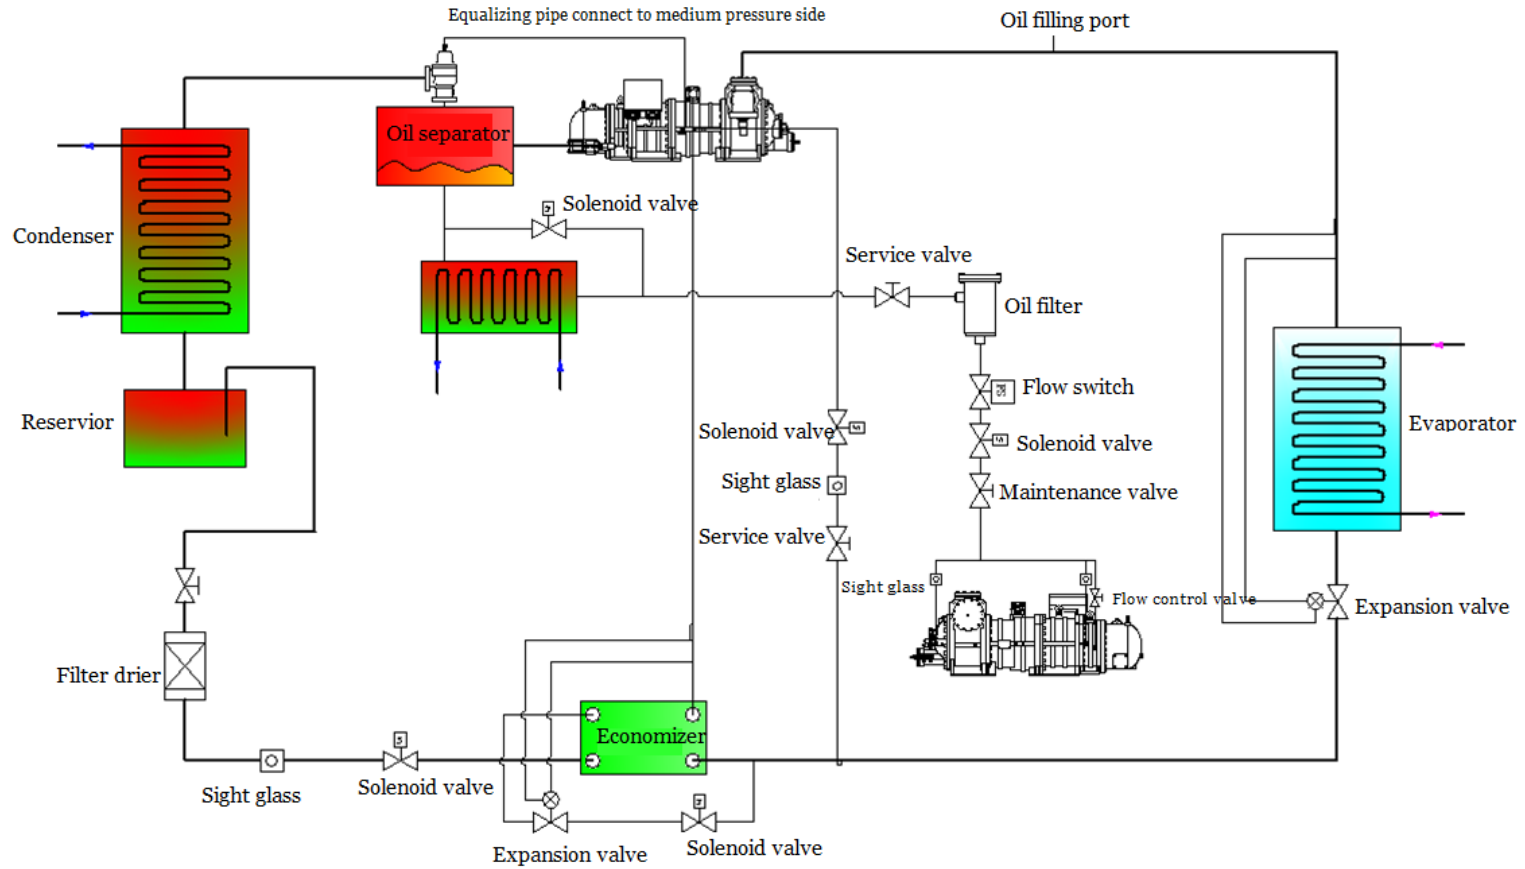 Equalizing pipe connect to medium pressure side
Oil filling port
Oil separator
Solenoid valve
Condenser
Service valve
Oil filter
Flow switch
Reservior
Evaporator
Solenoid valve
Solenoid valve
Sight glass
Maintenance valve
Service valve
Sight glass
Flow control valve
Expansion valve
Filter drier
Economizer
Sight glass
Solenoid valve
Expansion valve
Solenoid valve